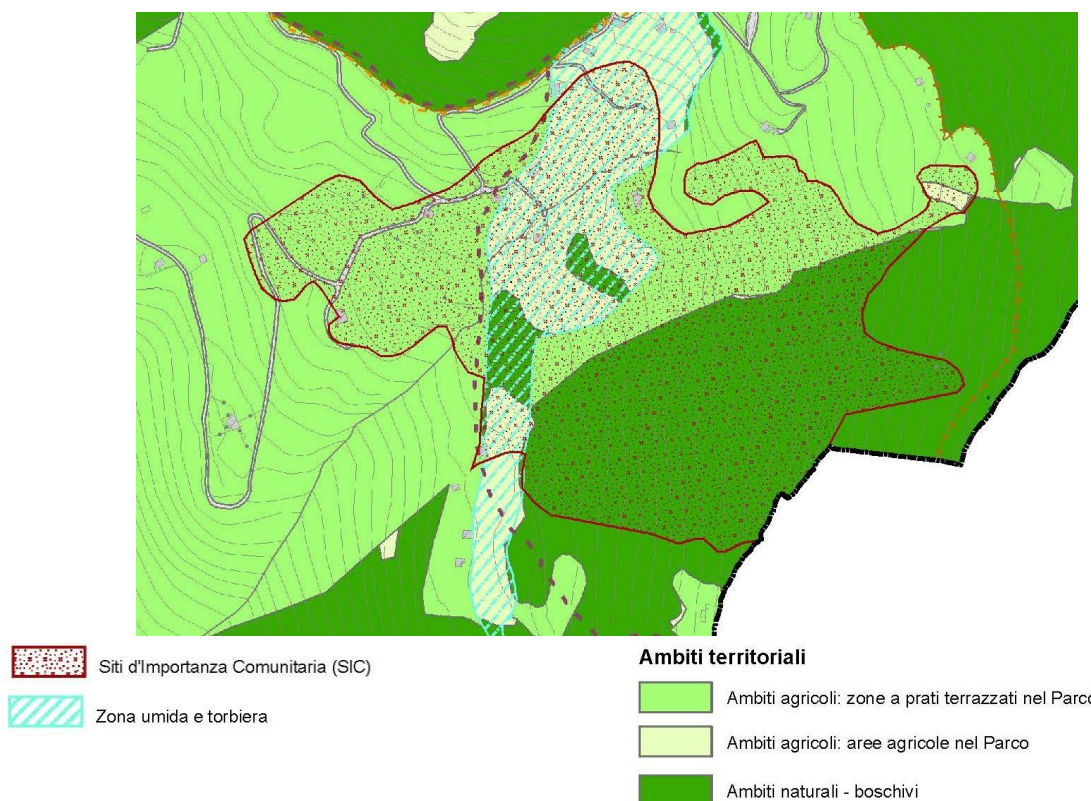 Siti d'Importanza Comunitaria (SIC)
Zona umida e torbiera
Ambiti territoriali
Ambiti agricoli: zone a prati terrazzati nel Parco
Ambiti agricoli: aree agricole nel Parco
Ambiti naturali - boschivi